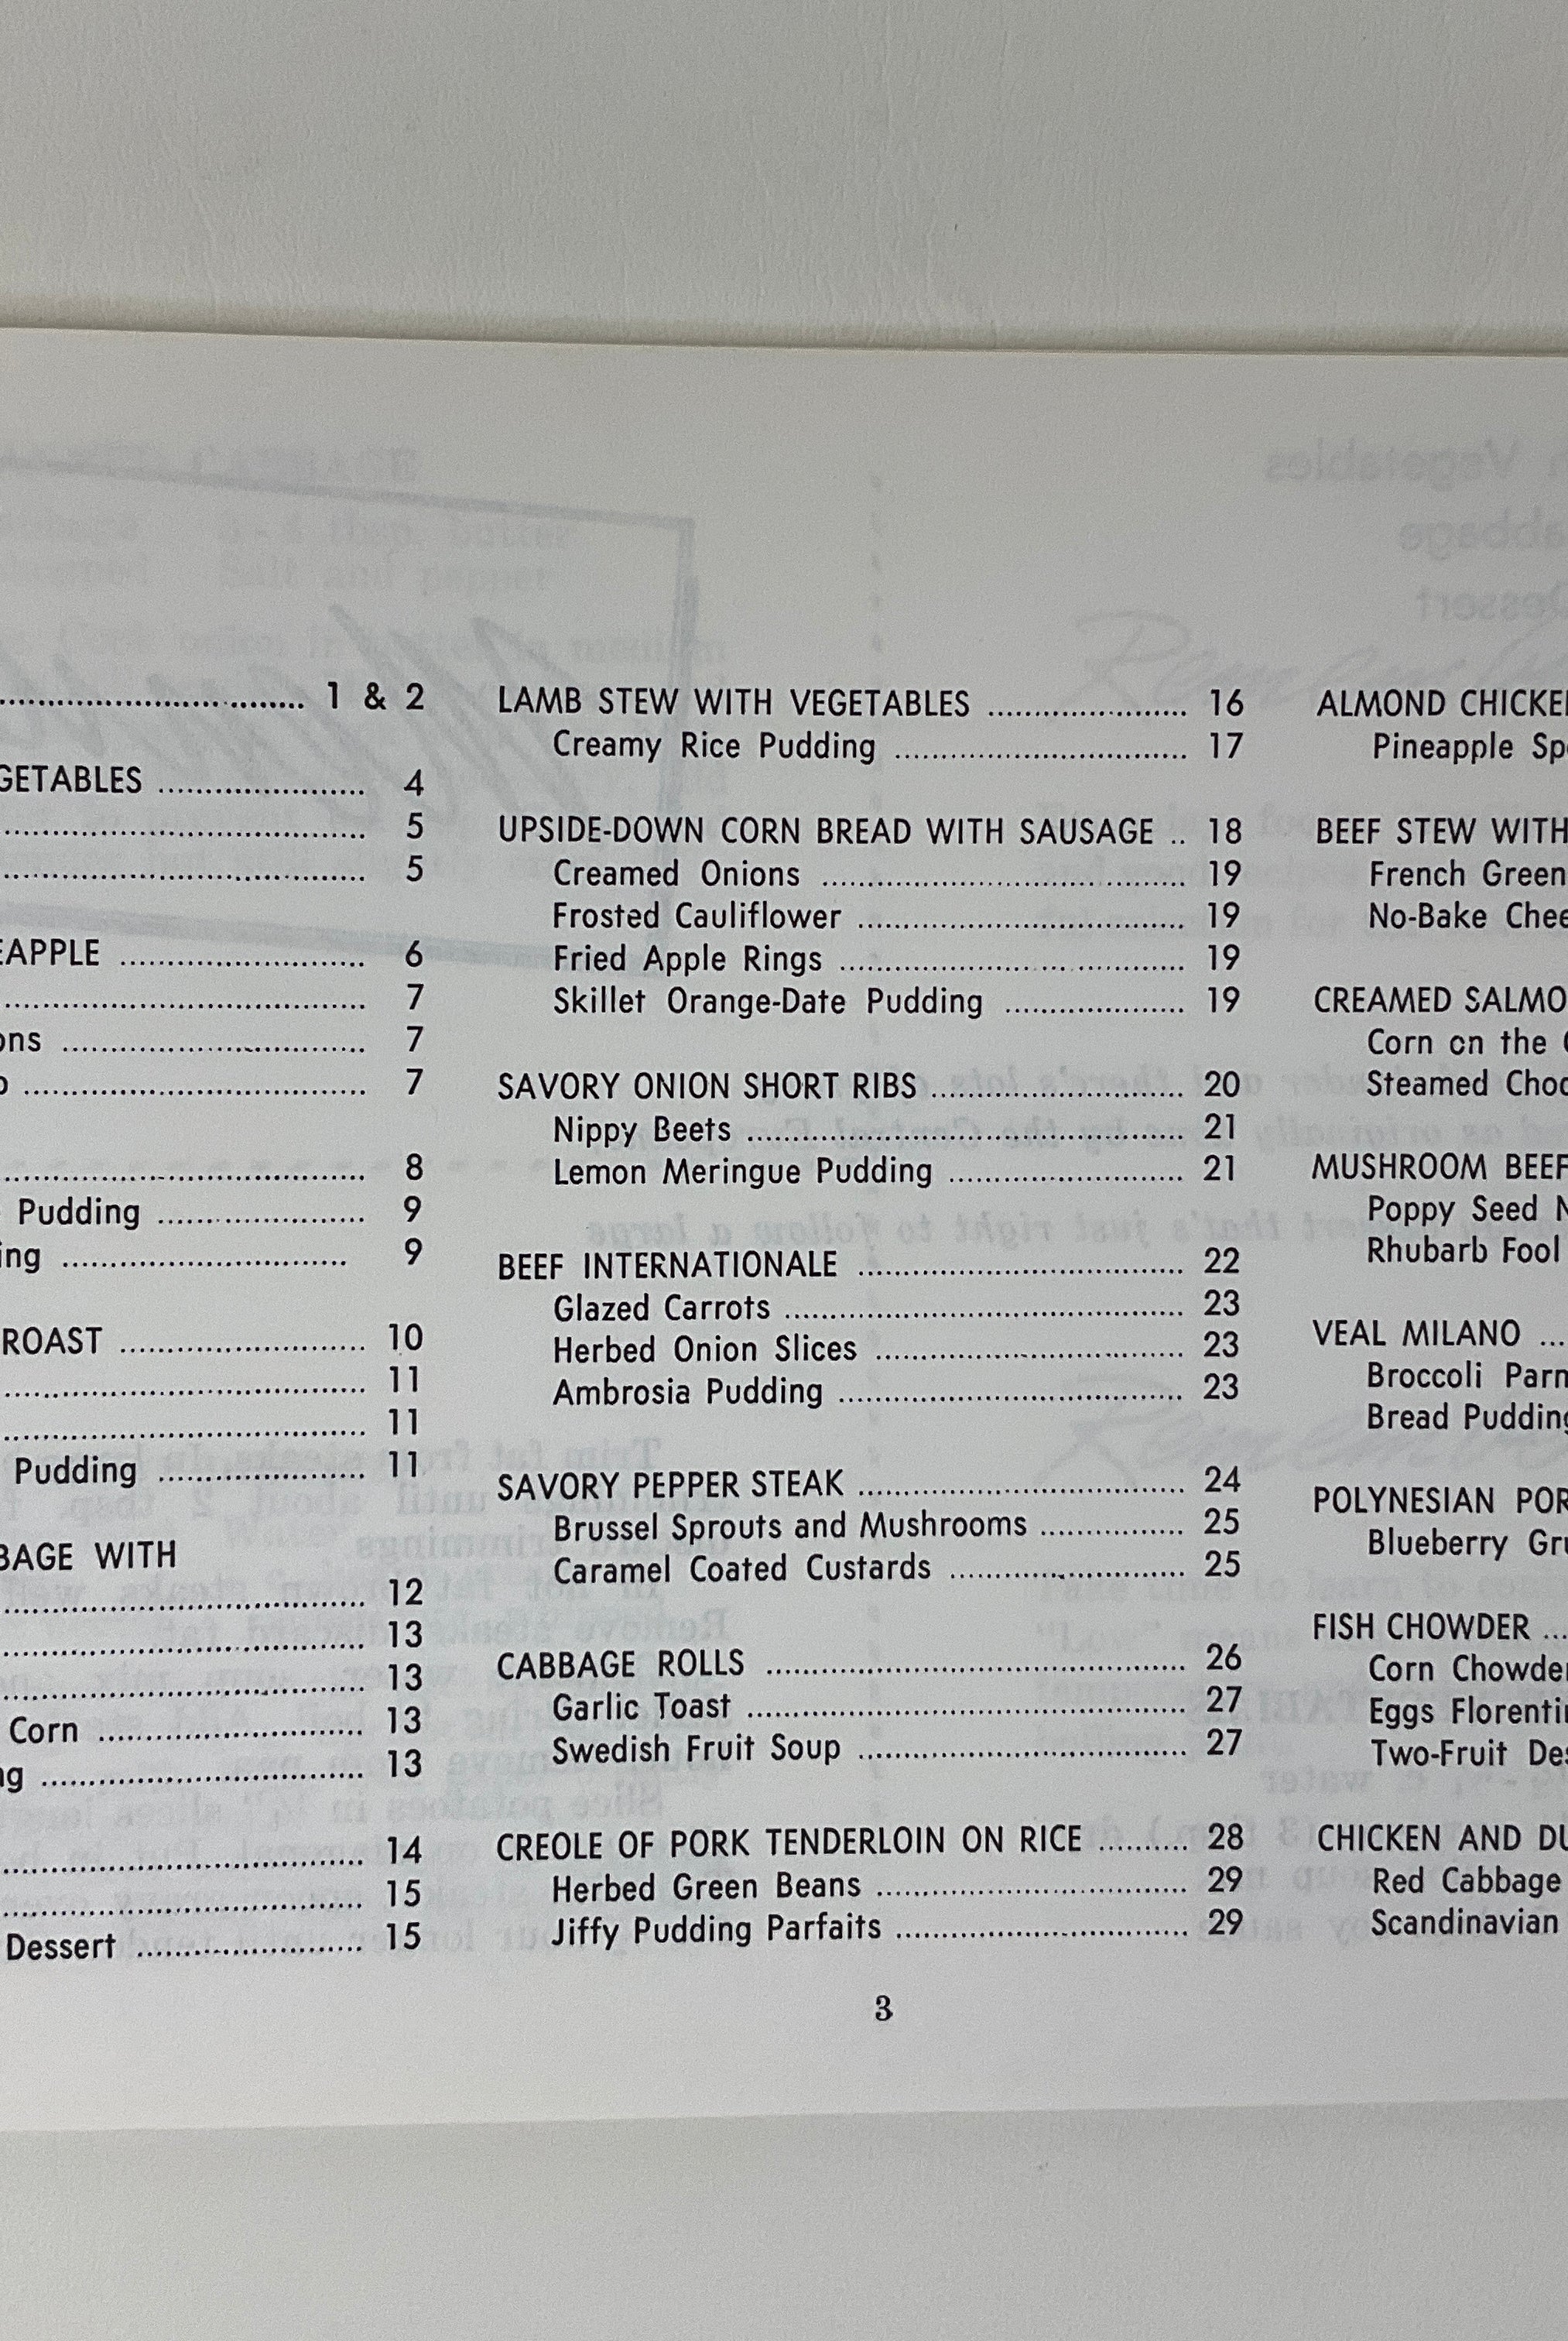 1 & 2
GETABLES 4
5
5
EAPPLE 6
7
ons 7
7
8
Pudding 9
ing 9
ROAST 10
11
11
Pudding 11
BAGE WITH
12
13
13
Corn 13
ng 13
14
15
Dessert 15
LAMB STEW WITH VEGETABLES 16
Creamy Rice Pudding 17
UPSIDE-DOWN CORN BREAD WITH SAUSAGE .. 18
Creamed Onions 19
Frosted Cauliflower 19
Fried Apple Rings 19
Skillet Orange-Date Pudding 19
SAVORY ONION SHORT RIBS 20
Nippy Beets 21
Lemon Meringue Pudding 21
BEEF INTERNATIONALE 22
Glazed Carrots 23
Herbed Onion Slices 23
Ambrosia Pudding 23
SAVORY PEPPER STEAK 24
Brussel Sprouts and Mushrooms 25
Caramel Coated Custards 25
CABBAGE ROLLS 26
Garlic Toast 27
Swedish Fruit Soup 27
CREOLE OF PORK TENDERLOIN ON RICE 28
Herbed Green Beans 29
Jiffy Pudding Parfaits 29
ALMOND CHICKE
Pineapple Sp
BEEF STEW WITH
French Green
No-Bake Chee
CREAMED SALMO
Corn on the
Steamed Choc
MUSHROOM BEEF
Poppy Seed N
Rhubarb Fool
VEAL MILANO ...
Broccoli Parm
Bread Pudding
POLYNESIAN POR
Blueberry Gru
FISH CHOWDER ...
Corn Chowder
Eggs Florenti
Two-Fruit Des
CHICKEN AND DU
Red Cabbage
Scandinavian
3